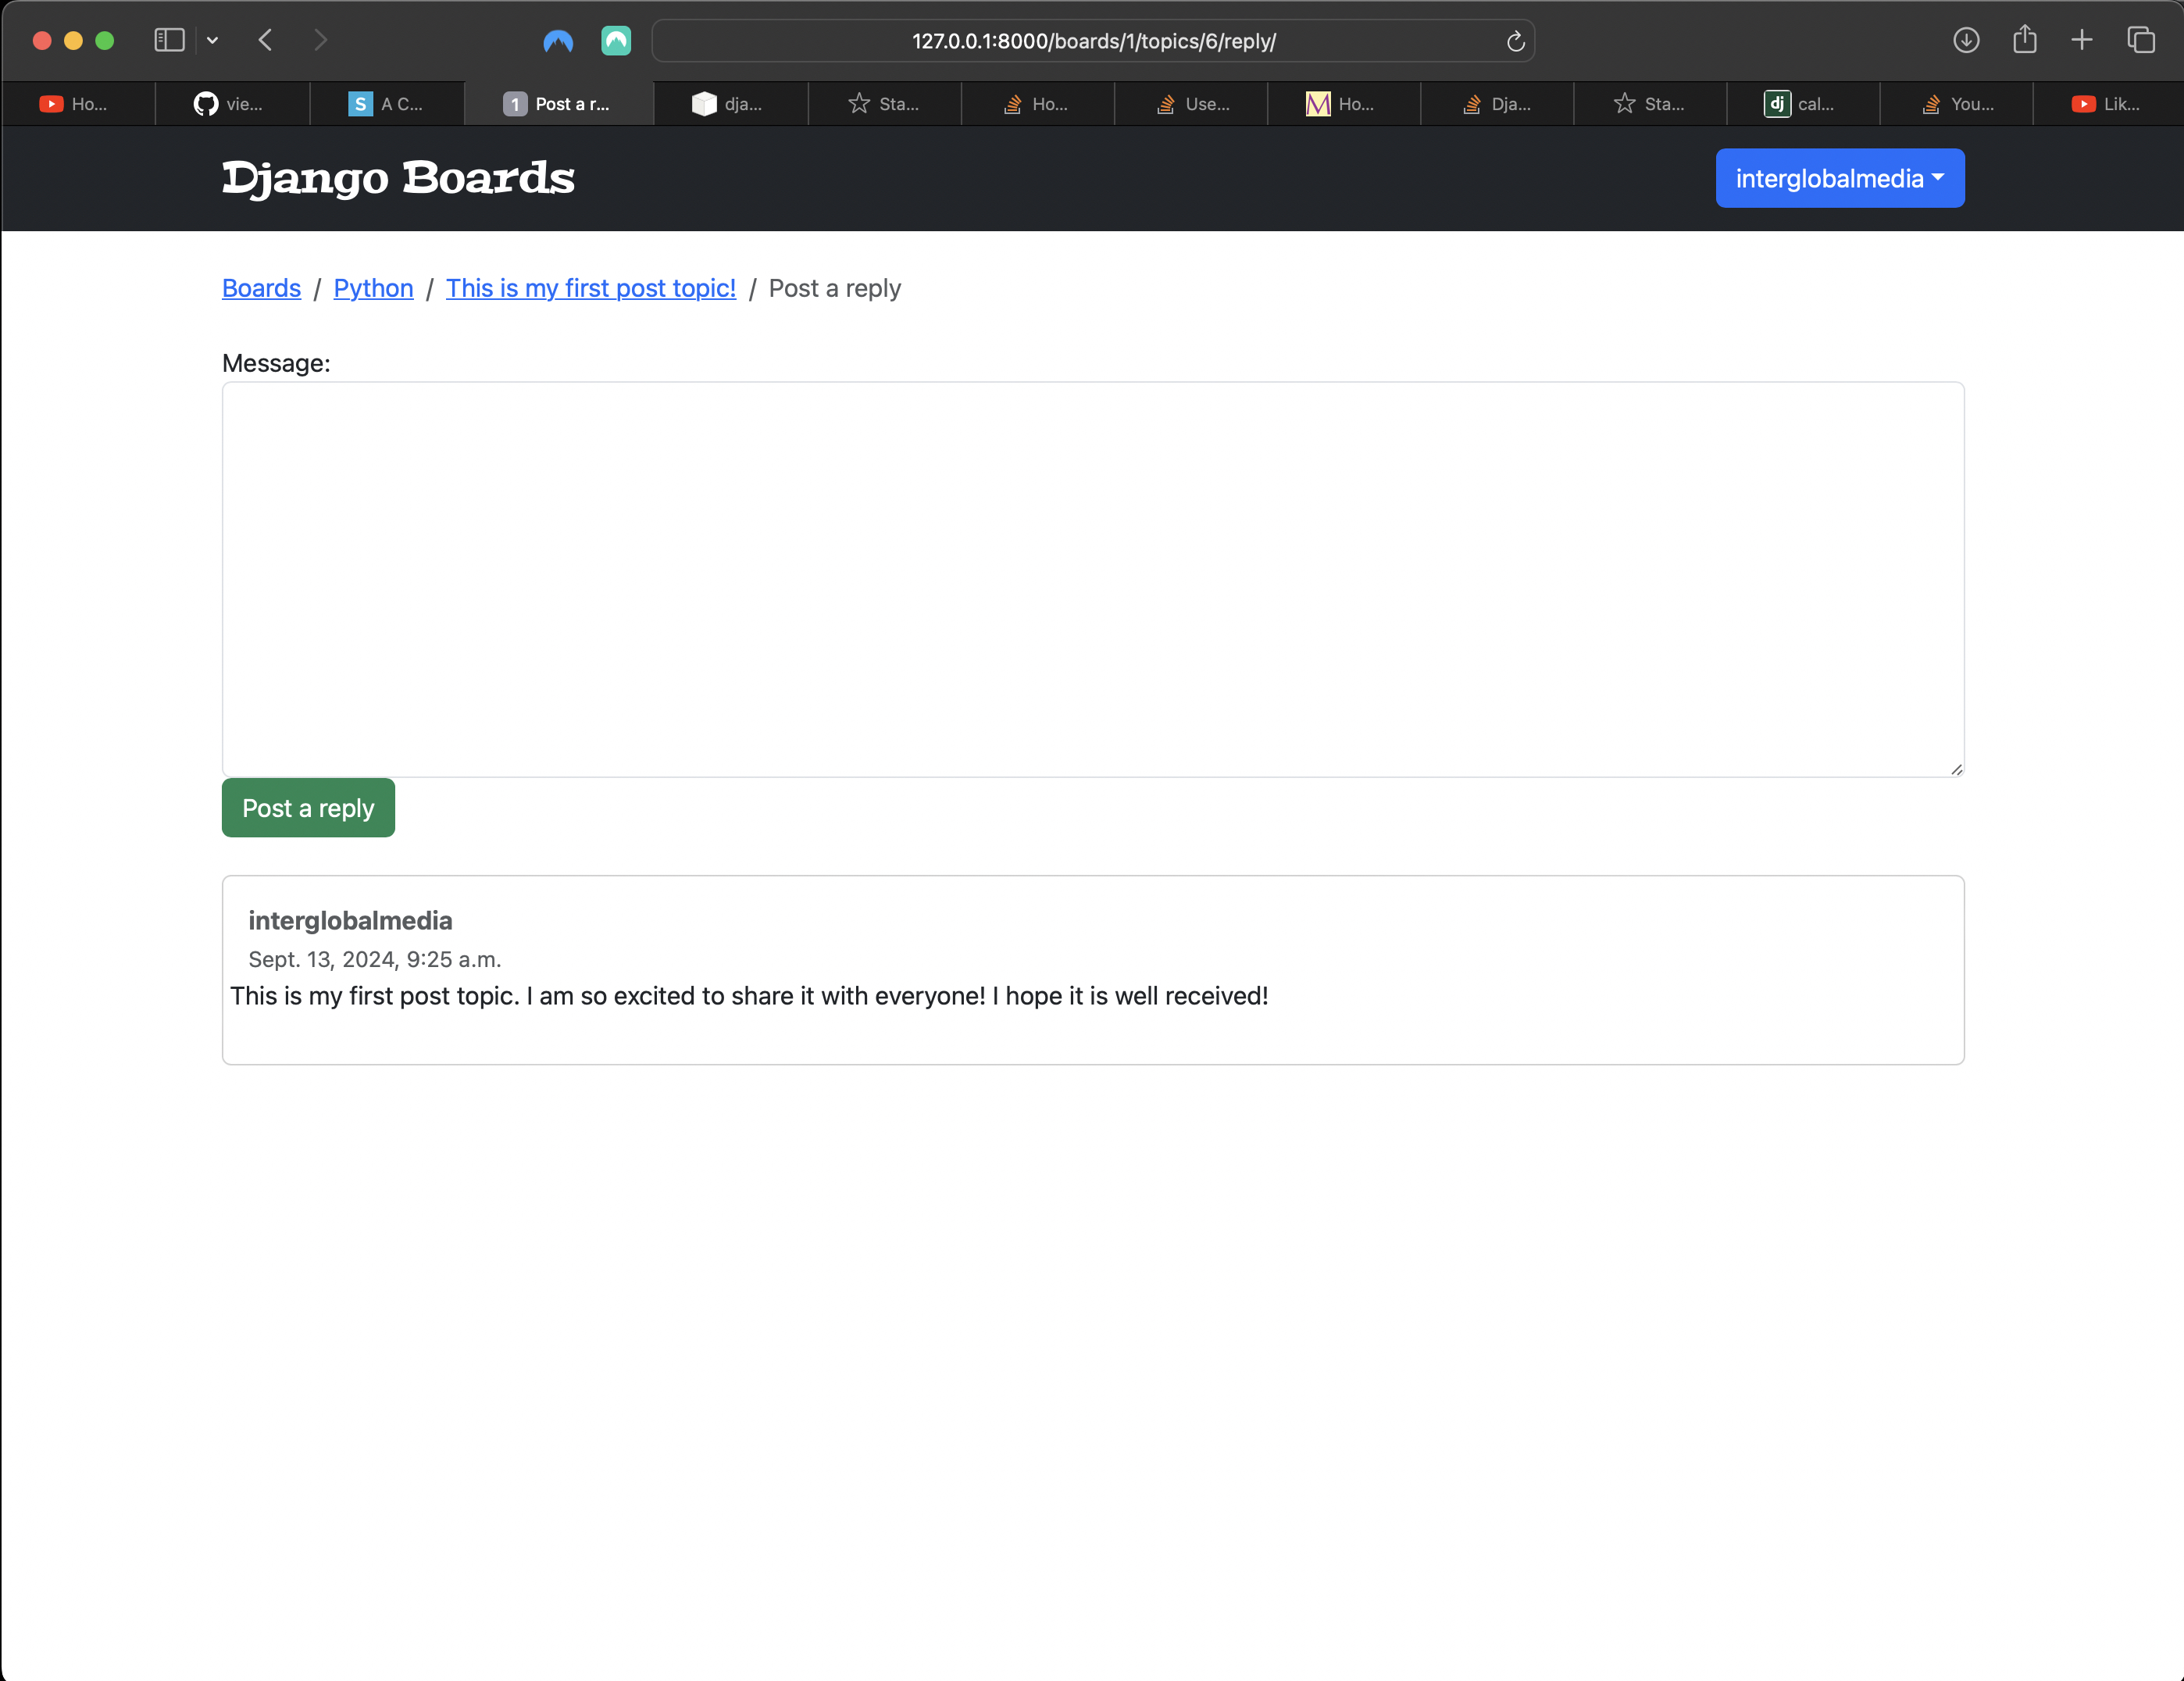 127.0.0.1:8000/boards/1/topics/6/reply/
Ho... vie... S A C... 1 Post a r... dja... Sta... Ho... Use... M Ho... Dja... Sta... dj cal... You... Lik...
Django Boards interglobalmedia
Boards / Python / This is my first post topic! / Post a reply
Message:
Post a reply
interglobalmedia
Sept. 13, 2024, 9:25 a.m.
This is my first post topic. I am so excited to share it with everyone! I hope it is well received!